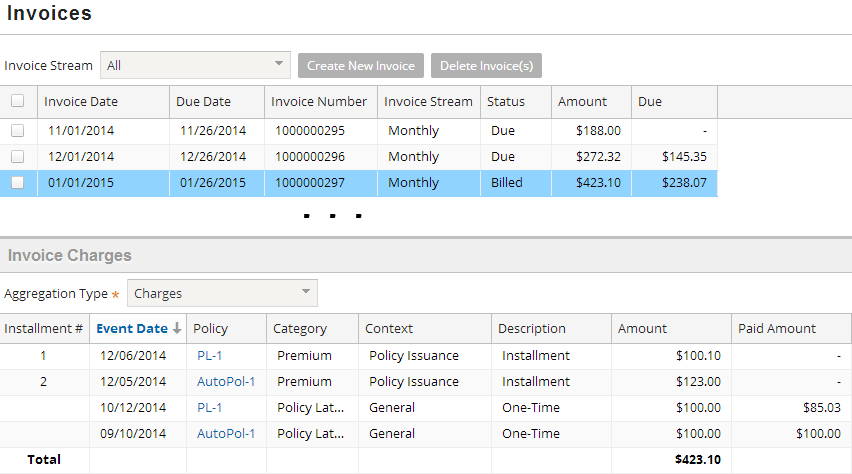 Invoices
Invoice Stream All Create New Invoice Delete Invoice(s)
Invoice Date Due Date Invoice Number Invoice Stream Status Amount Due
11/01/2014 11/26/2014 1000000295 Monthly Due $188.00 -
12/01/2014 12/26/2014 1000000296 Monthly Due $272.32 $145.35
01/01/2015 01/26/2015 1000000297 Monthly Billed $423.10 $238.07
Invoice Charges
Aggregation Type * Charges
Installment # Event Date Policy Category Context Description Amount Paid Amount
1 12/06/2014 PL-1 Premium Policy Issuance Installment $100.10 -
2 12/05/2014 AutoPol-1 Premium Policy Issuance Installment $123.00 -
10/12/2014 PL-1 Policy Lat... General One-Time $100.00 $85.03
09/10/2014 AutoPol-1 Policy Lat... General One-Time $100.00 $100.00
Total $423.10